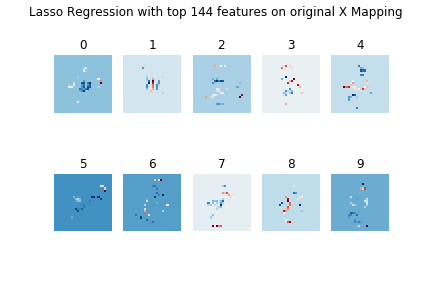 Lasso Regression with top 144 features on original X Mapping
0 1 2 3 4
5 6 7 8 9